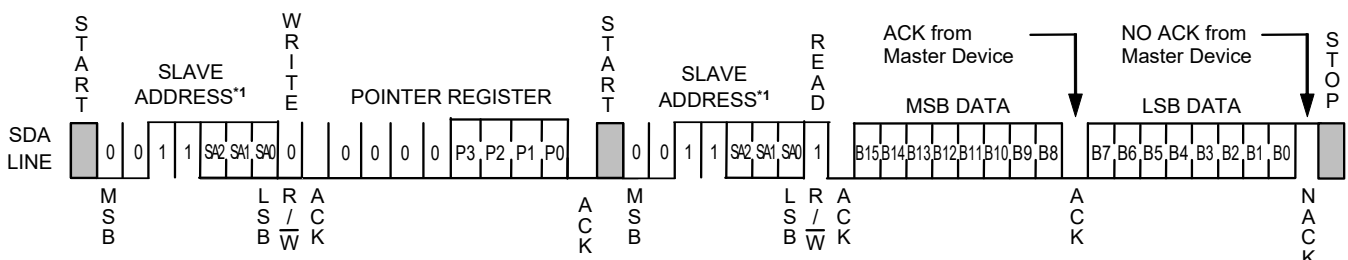 START
WRITE
START
READ
ACK from
Master Device
NO ACK from
Master Device
STOP
SLAVE
ADDRESS*1
POINTER REGISTER
SLAVE
ADDRESS*1
MSB DATA
LSB DATA
SDA
LINE
0 0 1 1 SA2 SA1 SA0 0 0 0 0 0 P3 P2 P1 P0 0 0 1 1 SA2 SA1 SA0 1 B15 B14 B13 B12 B11 B10 B9 B8 B7 B6 B5 B4 B3 B2 B1 B0
MSB
LSB
R/W
ACK
ACK
MSB
LSB
R/W
ACK
ACK
NACK